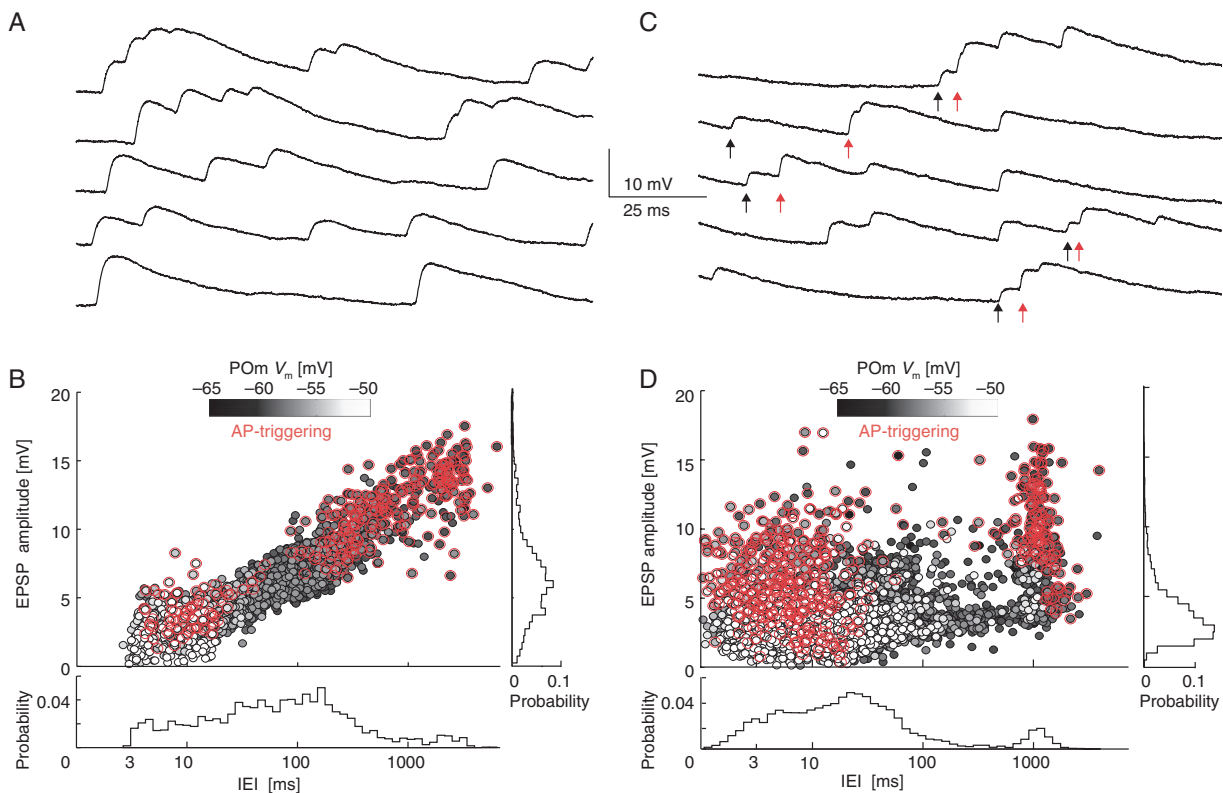 A
C
10 mV
25 ms
B
POm Vm [mV]
−65 −60 −55 −50
AP-triggering
EPSP amplitude [mV]
20
15
10
5
0
0 0.1
Probability
Probability
0.04
0 3 10 100 1000
IEI [ms]
D
POm Vm [mV]
−65 −60 −55 −50
AP-triggering
EPSP amplitude [mV]
20
15
10
5
0
0 0.1
Probability
Probability
0.04
0 3 10 100 1000
IEI [ms]